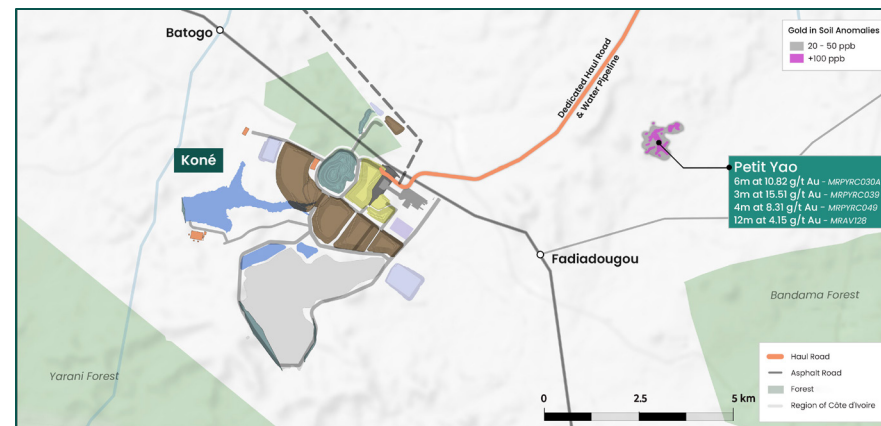 Batogo
Gold in Soil Anomalies
20 - 50 ppb
+100 ppb
Dedicated Haul Road
& Water Pipeline
Koné
Petit Yao
6m at 10.82 g/t Au - MRPYRC030A
3m at 15.51 g/t Au - MRPYRC039
4m at 8.31 g/t Au - MRPYRC049
12m at 4.15 g/t Au - MRAV128
Fadiadougou
Bandama Forest
Yarani Forest
Haul Road
Asphalt Road
Forest
Region of Côte d'Ivoire
0 2.5 5 km